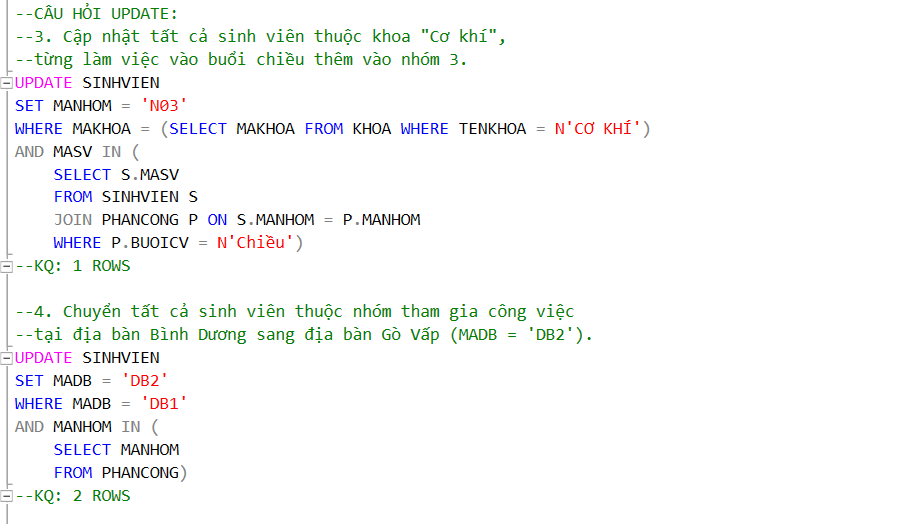 --CÂU HỎI UPDATE:
--3. Cập nhật tất cả sinh viên thuộc khoa "Cơ khí",
--từng làm việc vào buổi chiều thêm vào nhóm 3.
UPDATE SINHVIEN
SET MANHOM = 'N03'
WHERE MAKHOA = (SELECT MAKHOA FROM KHOA WHERE TENKHOA = N'CƠ KHÍ')
AND MASV IN (
    SELECT S.MASV
    FROM SINHVIEN S
    JOIN PHANCONG P ON S.MANHOM = P.MANHOM
    WHERE P.BUOICV = N'Chiều')
--KQ: 1 ROWS
--4. Chuyển tất cả sinh viên thuộc nhóm tham gia công việc
--tại địa bàn Bình Dương sang địa bàn Gò Vấp (MADB = 'DB2').
UPDATE SINHVIEN
SET MADB = 'DB2'
WHERE MADB = 'DB1'
AND MANHOM IN (
    SELECT MANHOM
    FROM PHANCONG)
--KQ: 2 ROWS